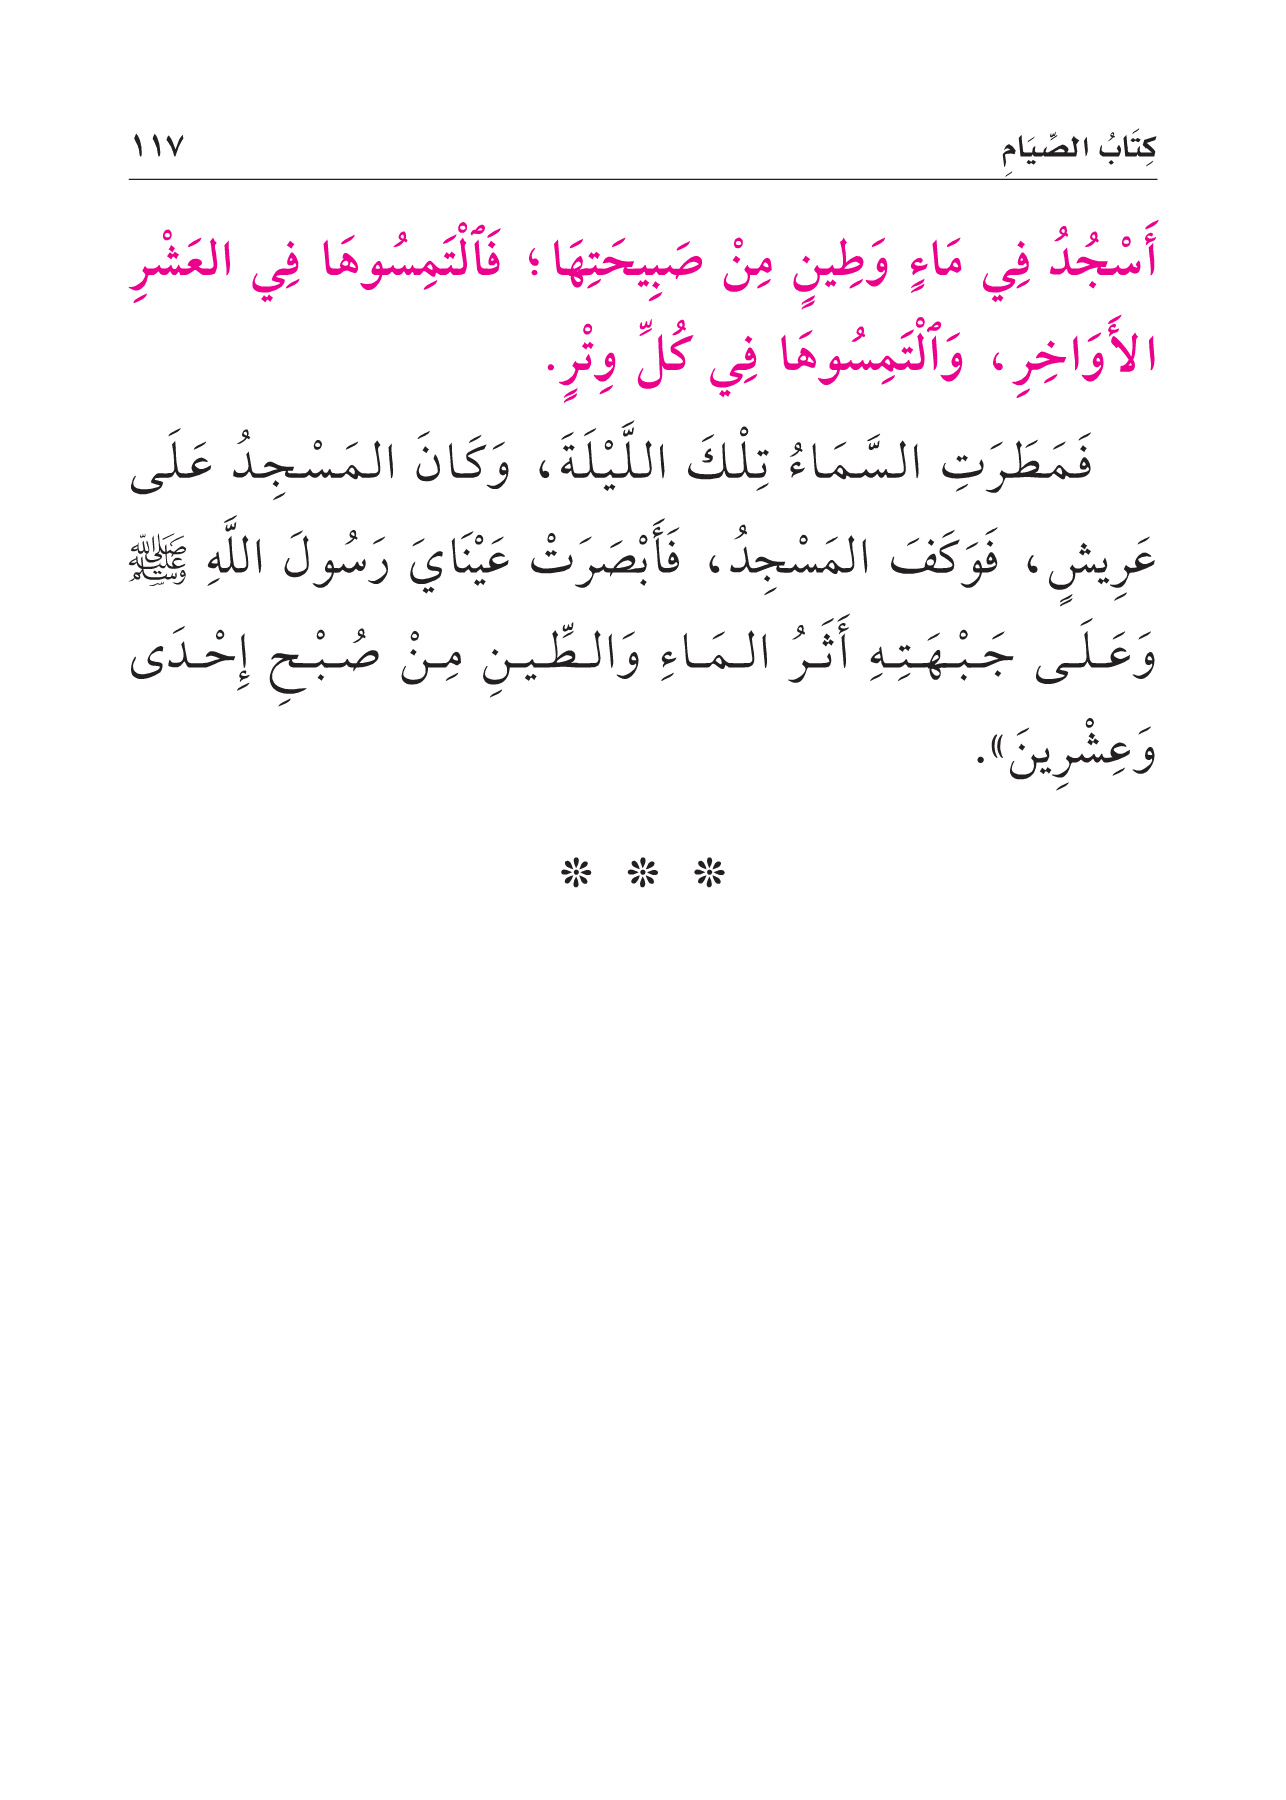 كِتَابُ الصِّيَامِ ١١٧
أَسْجُدُ فِي مَاءٍ وَطِينٍ مِنْ صَبِيحَتِهَا؛ فَٱلْتَمِسُوهَا فِي العَشْرِ
الأَوَاخِرِ، وَٱلْتَمِسُوهَا فِي كُلِّ وِتْرٍ.
فَمَطَرَتِ السَّمَاءُ تِلْكَ اللَّيْلَةَ، وَكَانَ المَسْجِدُ عَلَى
عَرِيشٍ، فَوَكَفَ المَسْجِدُ، فَأَبْصَرَتْ عَيْنَايَ رَسُولَ اللَّهِ ﷺ
وَعَلَى جَبْهَتِهِ أَثَرُ المَاءِ وَالطِّينِ مِنْ صُبْحِ إِحْدَى
وَعِشْرِينَ».